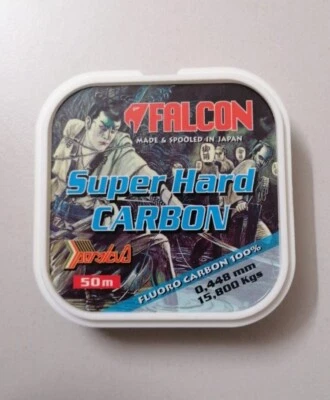 FALCON
MADE & SPOOLED IN JAPAN
Super Hard
CARBON
50m
FLUORO CARBON 100%
0,448 mm
15,800 Kgs